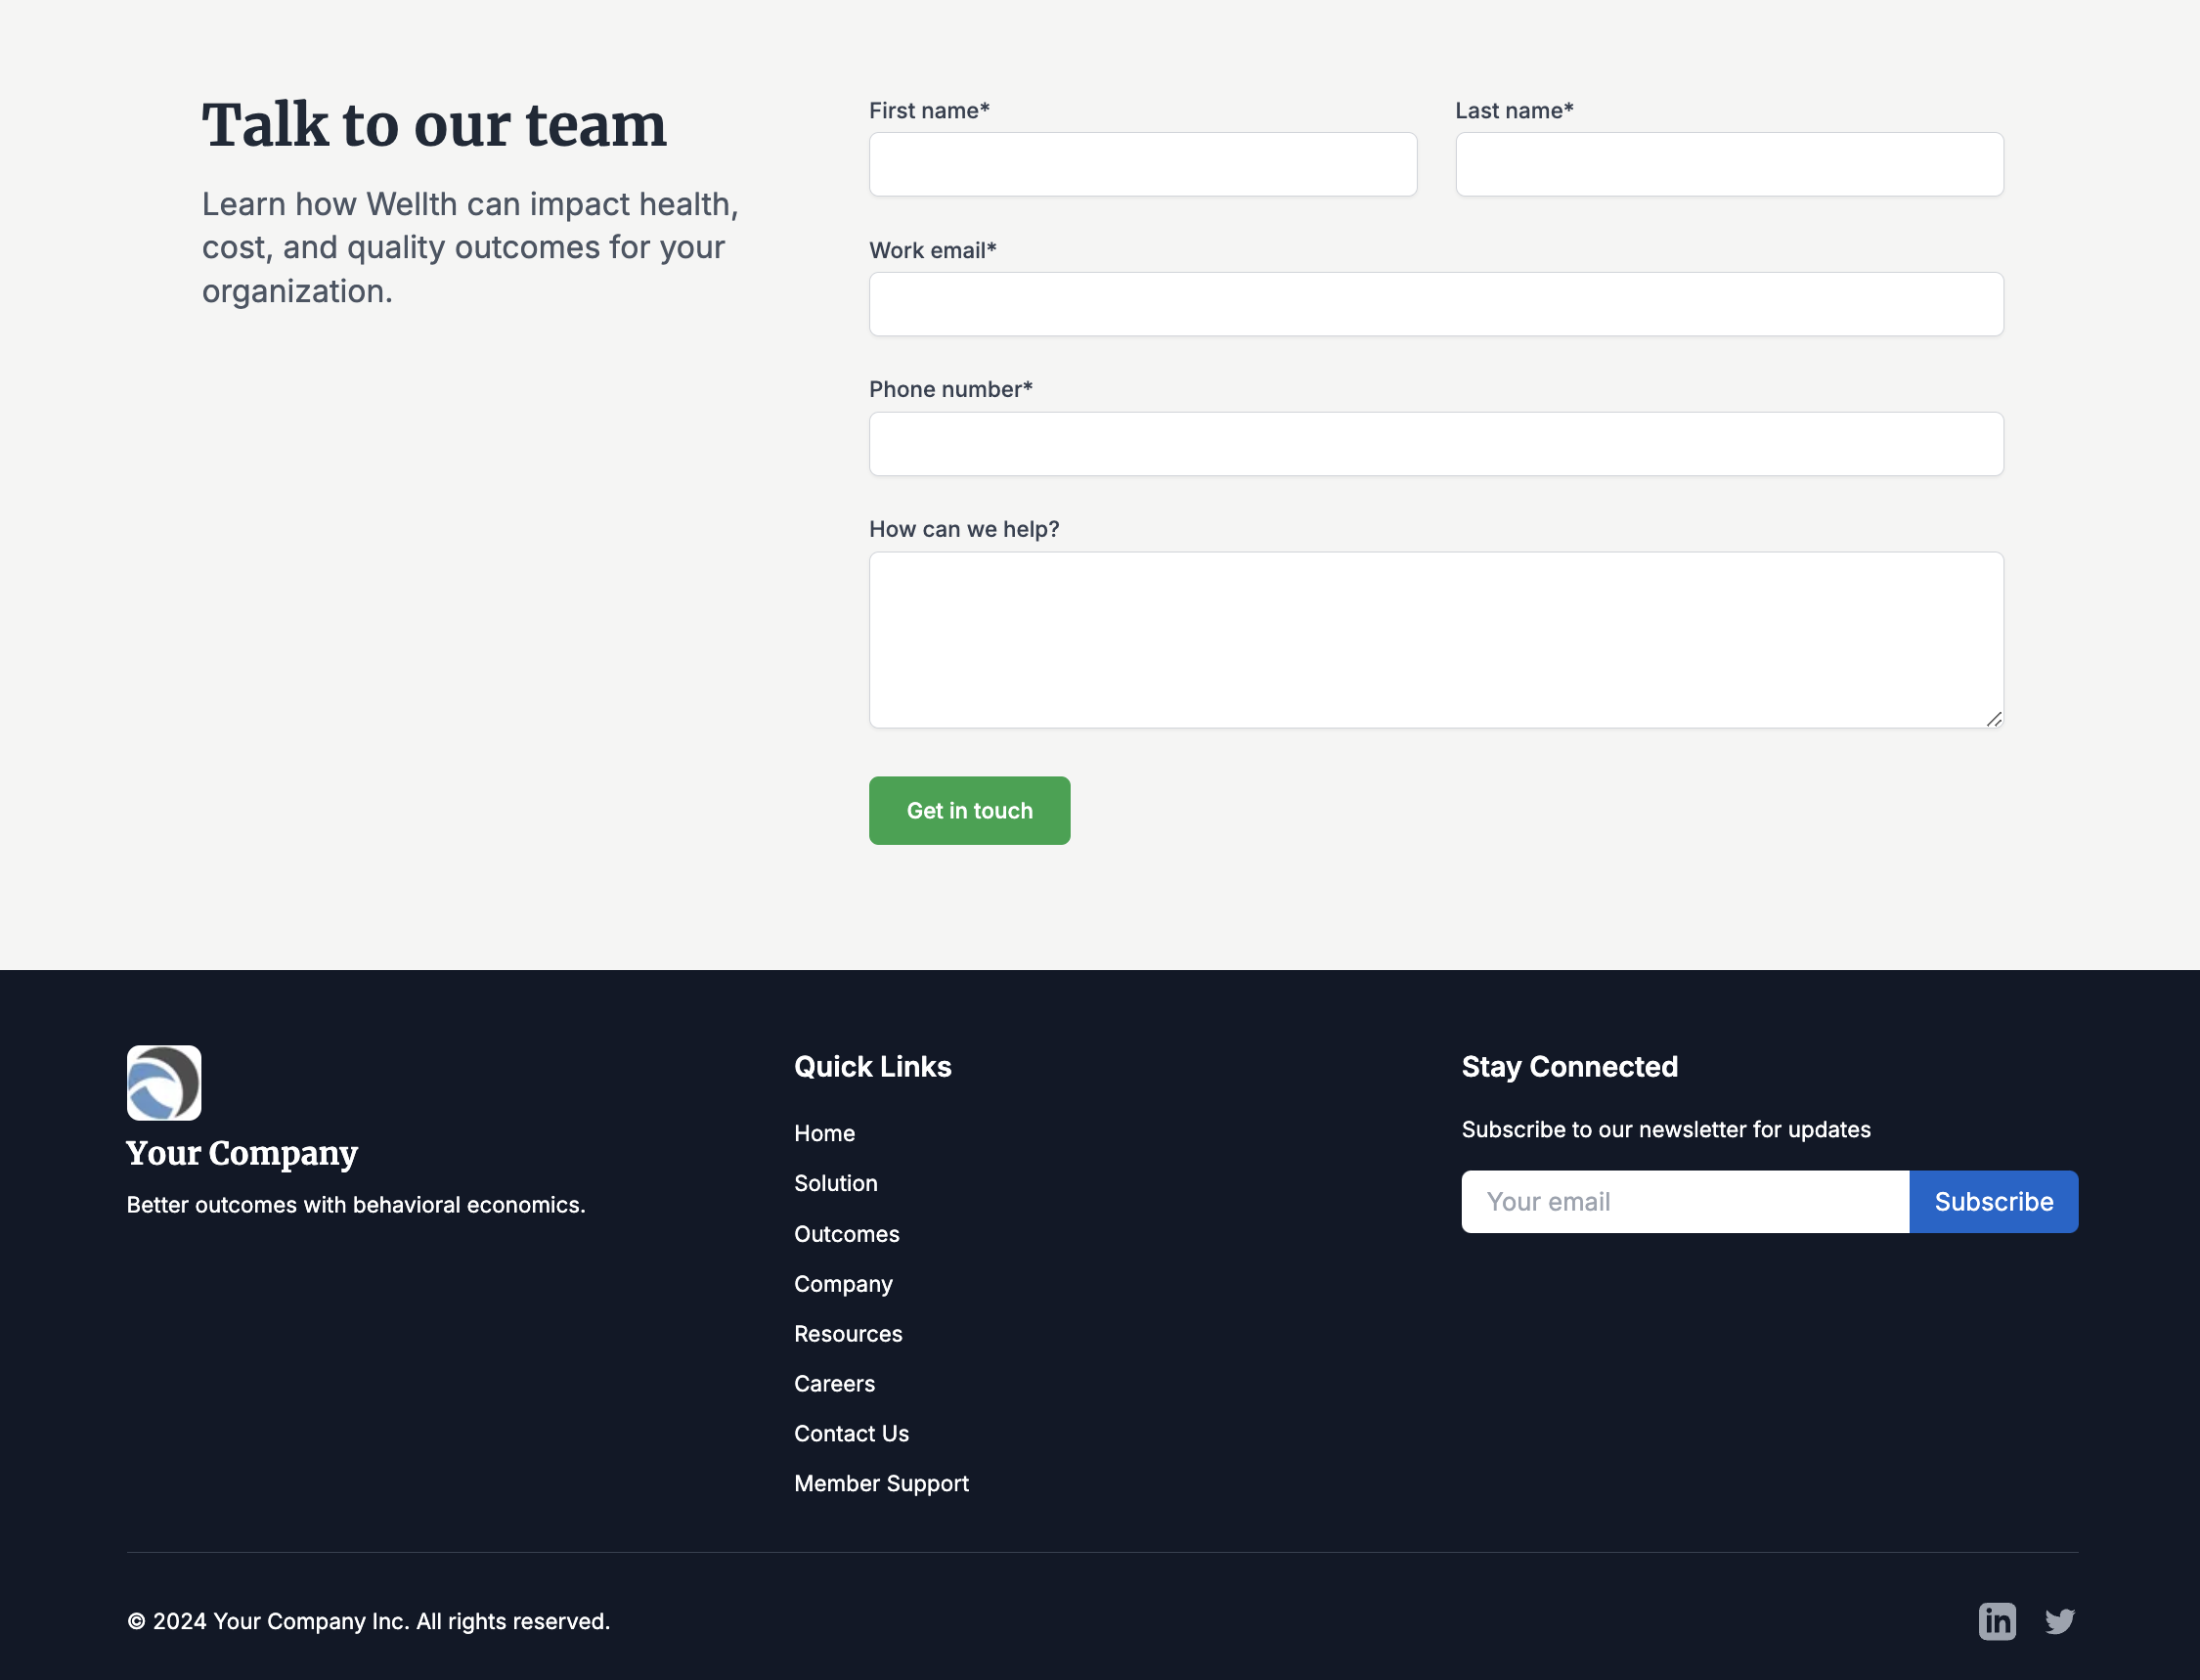 Talk to our team
Learn how Wellth can impact health,
cost, and quality outcomes for your
organization.
First name*
Last name*
Work email*
Phone number*
How can we help?
Get in touch
Your Company
Better outcomes with behavioral economics.
Quick Links
Home
Solution
Outcomes
Company
Resources
Careers
Contact Us
Member Support
Stay Connected
Subscribe to our newsletter for updates
Your email
Subscribe
© 2024 Your Company Inc. All rights reserved.
in